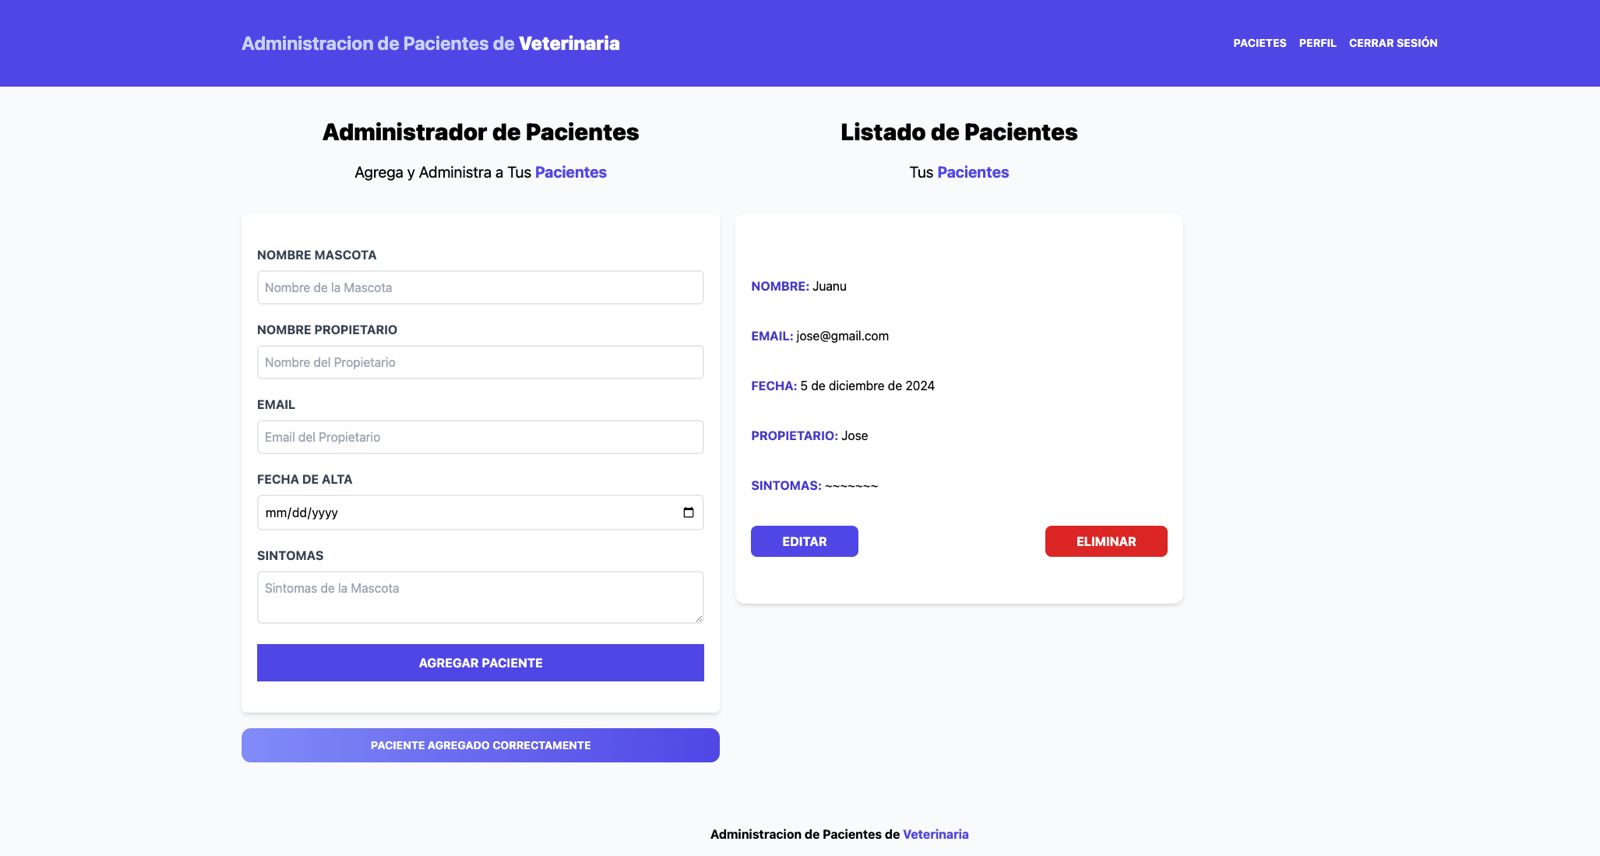 Administracion de Pacientes de Veterinaria
PACIETES PERFIL CERRAR SESIÓN
Administrador de Pacientes
Agrega y Administra a Tus Pacientes
NOMBRE MASCOTA
Nombre de la Mascota
NOMBRE PROPIETARIO
Nombre del Propietario
EMAIL
Email del Propietario
FECHA DE ALTA
mm/dd/yyyy
SINTOMAS
Sintomas de la Mascota
AGREGAR PACIENTE
PACIENTE AGREGADO CORRECTAMENTE
Listado de Pacientes
Tus Pacientes
NOMBRE: Juanu
EMAIL: jose@gmail.com
FECHA: 5 de diciembre de 2024
PROPIETARIO: Jose
SINTOMAS: ~~~~~~~
EDITAR
ELIMINAR
Administracion de Pacientes de Veterinaria